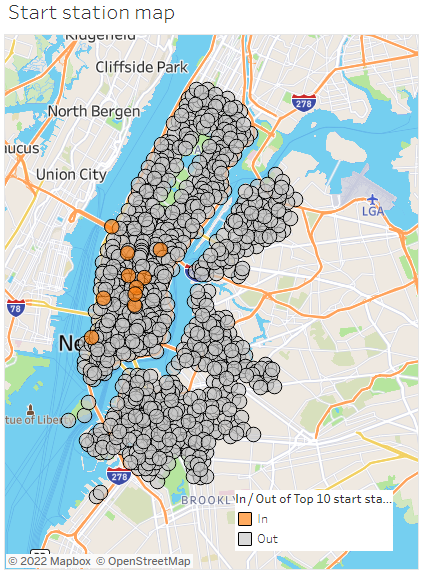 Start station map
Ridgefield
Cliffside Park
278
North Bergen
aucus
Union City
LGA
78
Ne
tue of Liber
278
BROOKLY
In / Out of Top 10 start sta...
In
Out
© 2022 Mapbox © OpenStreetMap